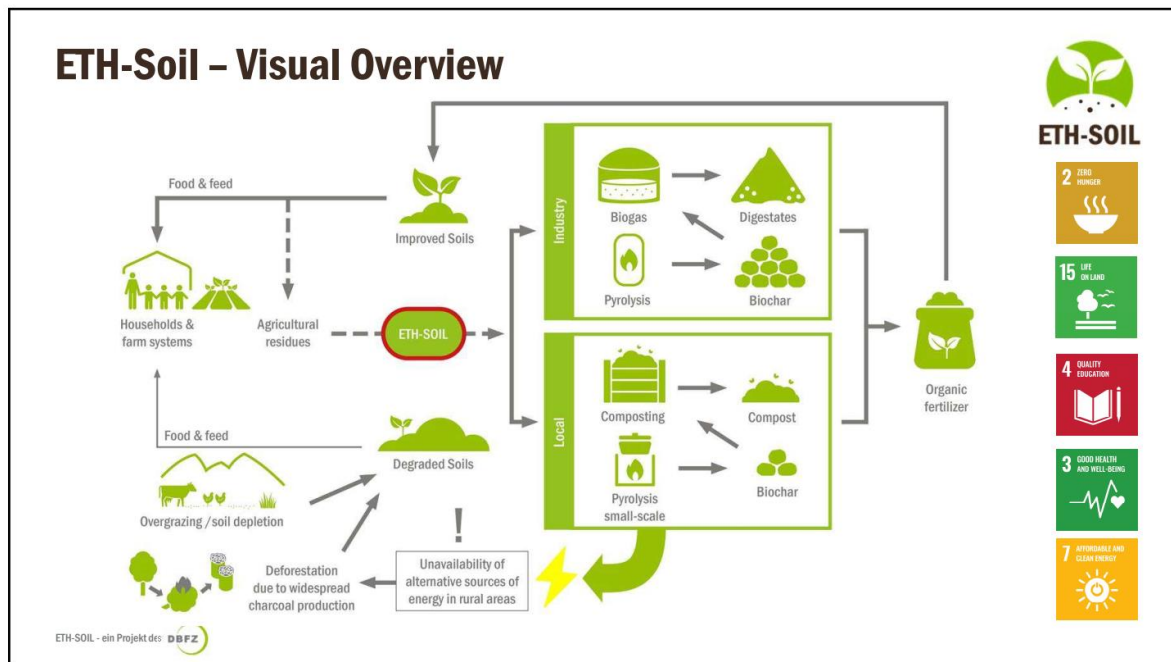 ETH-Soil – Visual Overview
ETH-SOIL
Food & feed
Improved Soils
Households &
farm systems
Agricultural
residues
ETH-SOIL
Industry
Biogas
Digestates
Pyrolysis
Biochar
Local
Composting
Compost
Pyrolysis
small-scale
Biochar
Organic
fertilizer
Food & feed
Degraded Soils
Overgrazing /soil depletion
!
Deforestation
due to widespread
charcoal production
Unavailability of
alternative sources of
energy in rural areas
2 ZERO
HUNGER
15 LIFE
ON LAND
4 QUALITY
EDUCATION
3 GOOD HEALTH
AND WELL-BEING
7 AFFORDABLE AND
CLEAN ENERGY
ETH-SOIL - ein Projekt des DBFZ